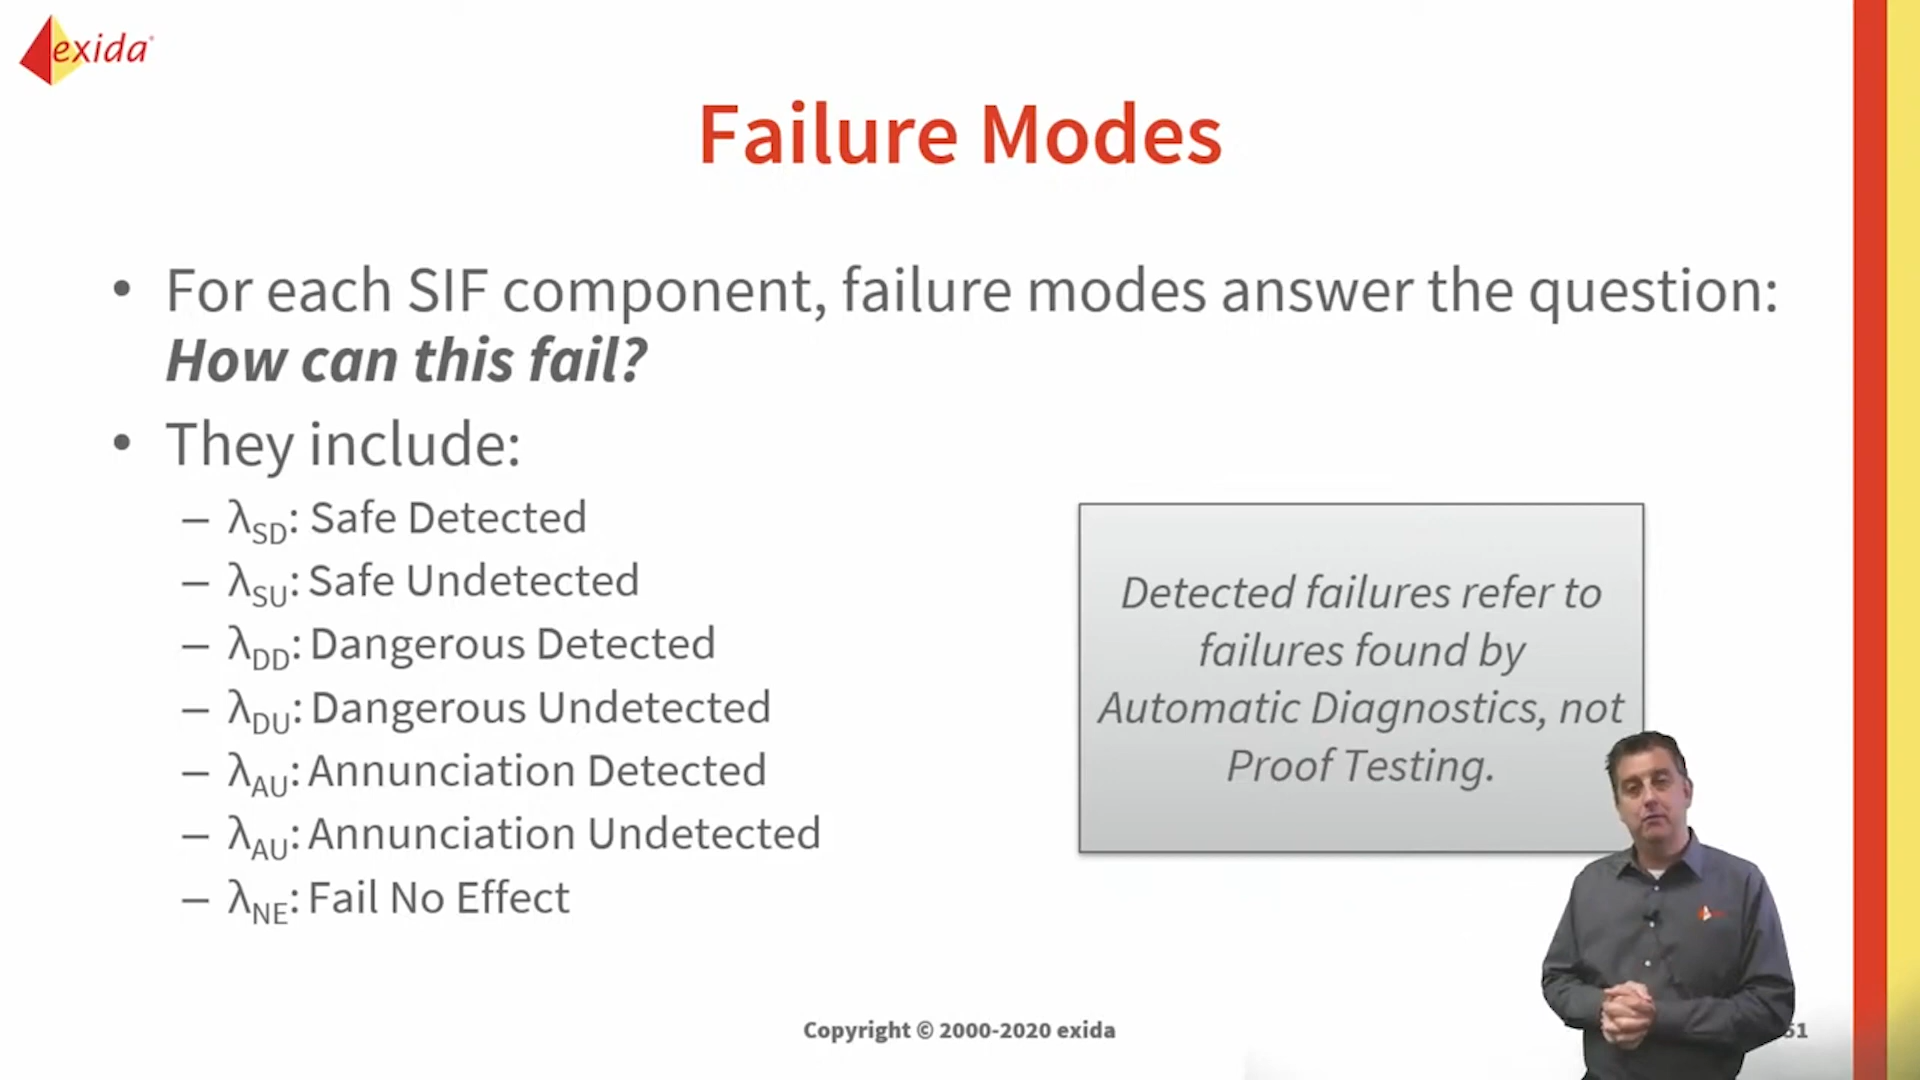 exida
Failure Modes
• For each SIF component, failure modes answer the question:
How can this fail?
• They include:
– λSD: Safe Detected
– λSU: Safe Undetected
– λDD: Dangerous Detected
– λDU: Dangerous Undetected
– λAU: Annunciation Detected
– λAU: Annunciation Undetected
– λNE: Fail No Effect
Detected failures refer to
failures found by
Automatic Diagnostics, not
Proof Testing.
Copyright © 2000-2020 exida